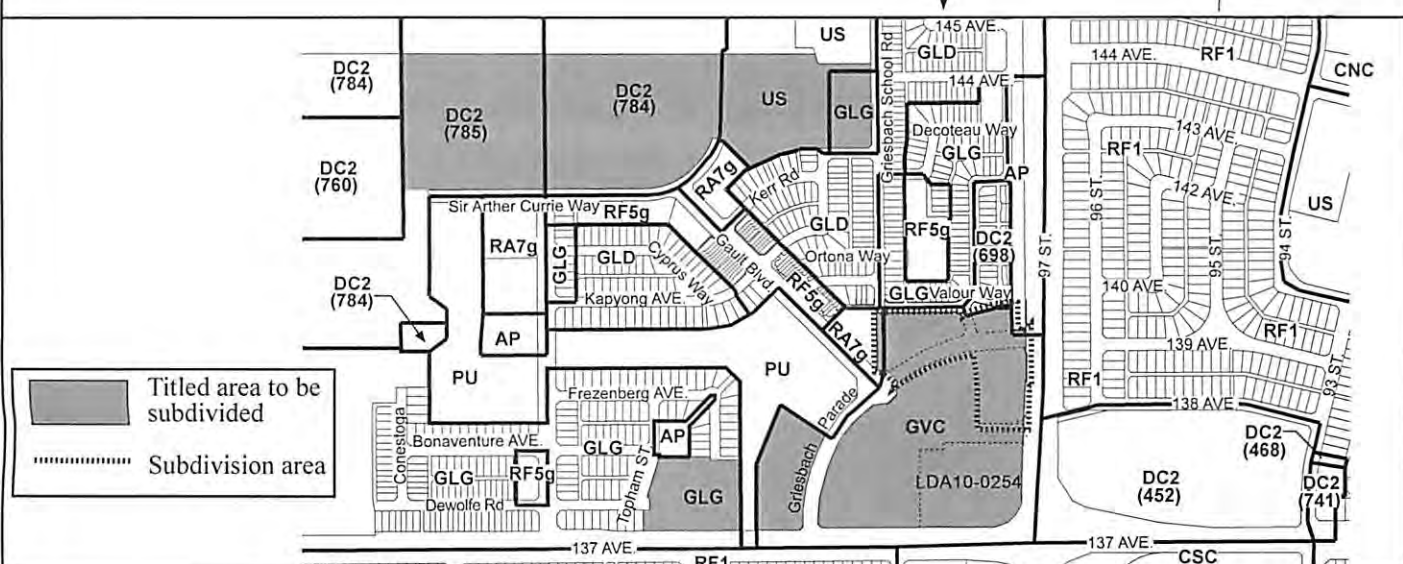 145 AVE.
US
GLD
144 AVE.
RF1
CNC
DC2
(784)
DC2
(785)
DC2
(784)
US
GLG
Griesbach School Rd
144 AVE.
Decoteau Way
GLG
AP
143 AVE.
RF1
142 AVE.
DC2
(760)
RA7g
Kerr Rd
96 ST.
95 ST.
94 ST.
US
Sir Arther Currie Way
RF5g
GLD
RF5g
DC2
(698)
97 ST.
RA7g
GLG
GLD
Cyprus Way
Gault Blvd
Ortona Way
DC2
(784)
Kapyong AVE.
RF5g
GLG
Valour Way
140 AVE.
RF1
AP
RA7g
139 AVE.
93 ST.
PU
PU
RF1
Titled area to be
subdivided
Subdivision area
Frezenberg AVE.
Parade
GVC
138 AVE.
Conestoga
Bonaventure AVE.
GLG
AP
DC2
(468)
GLG
RF5g
Topham ST.
GLG
Griesbach
LDA10-0254
DC2
(452)
DC2
(741)
Dewolfe Rd
137 AVE.
137 AVE.
RF1
CSC